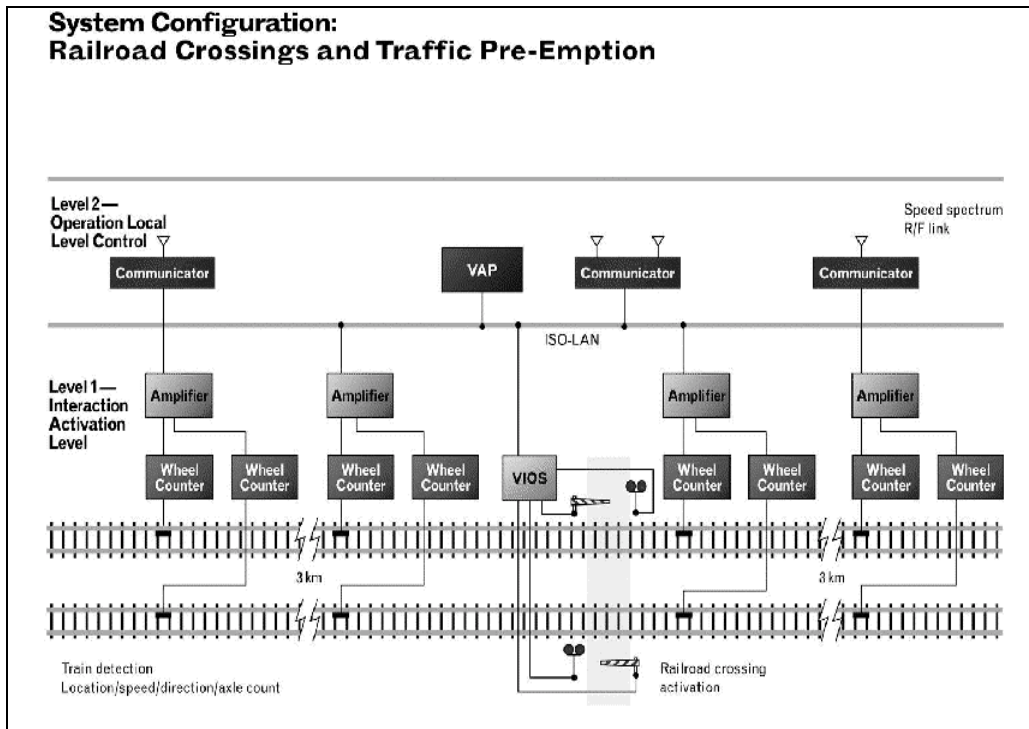 System Configuration:
Railroad Crossings and Traffic Pre-Emption
Level 2—
Operation Local
Level Control
Speed spectrum
R/F link
Communicator
VAP
Communicator
Communicator
ISO-LAN
Level 1—
Interaction
Activation
Level
Amplifier
Amplifier
Amplifier
Amplifier
Wheel
Counter
Wheel
Counter
Wheel
Counter
Wheel
Counter
VIOS
Wheel
Counter
Wheel
Counter
Wheel
Counter
Wheel
Counter
3 km
3 km
Train detection
Location/speed/direction/axle count
Railroad crossing
activation